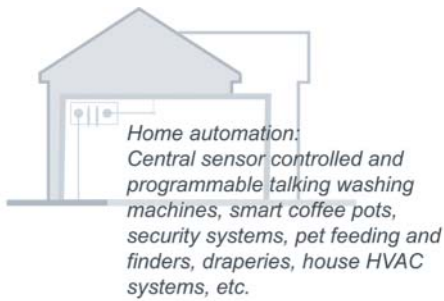 Home automation:
Central sensor controlled and
programmable talking washing
machines, smart coffee pots,
security systems, pet feeding and
finders, draperies, house HVAC
systems, etc.